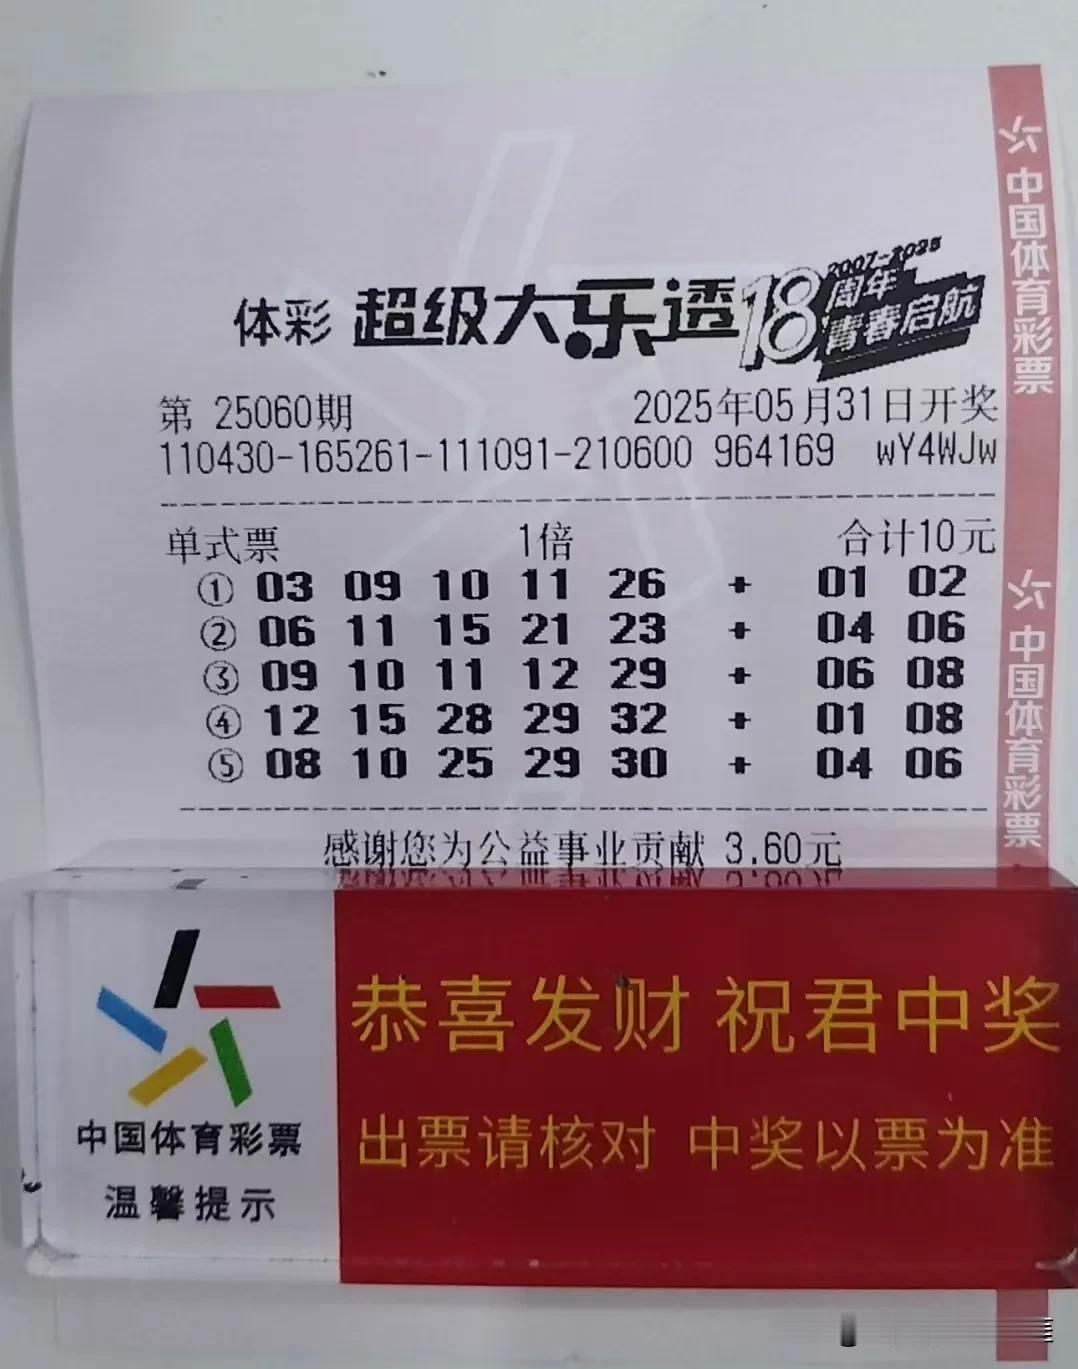 体彩 超级大乐透 18周年 2007-2025 青春启航
第 25060期 2025年05月31日开奖
110430-165261-111091-210600 964169 wY4WJw
单式票 1倍 合计10元
① 03 09 10 11 26 + 01 02
② 06 11 15 21 23 + 04 06
③ 09 10 11 12 29 + 06 08
④ 12 15 28 29 32 + 01 08
⑤ 08 10 25 29 30 + 04 06
感谢您为公益事业贡献 3.60元
中国体育彩票
中国体育彩票
恭喜发财 祝君中奖
出票请核对 中奖以票为准
中国体育彩票
温馨提示